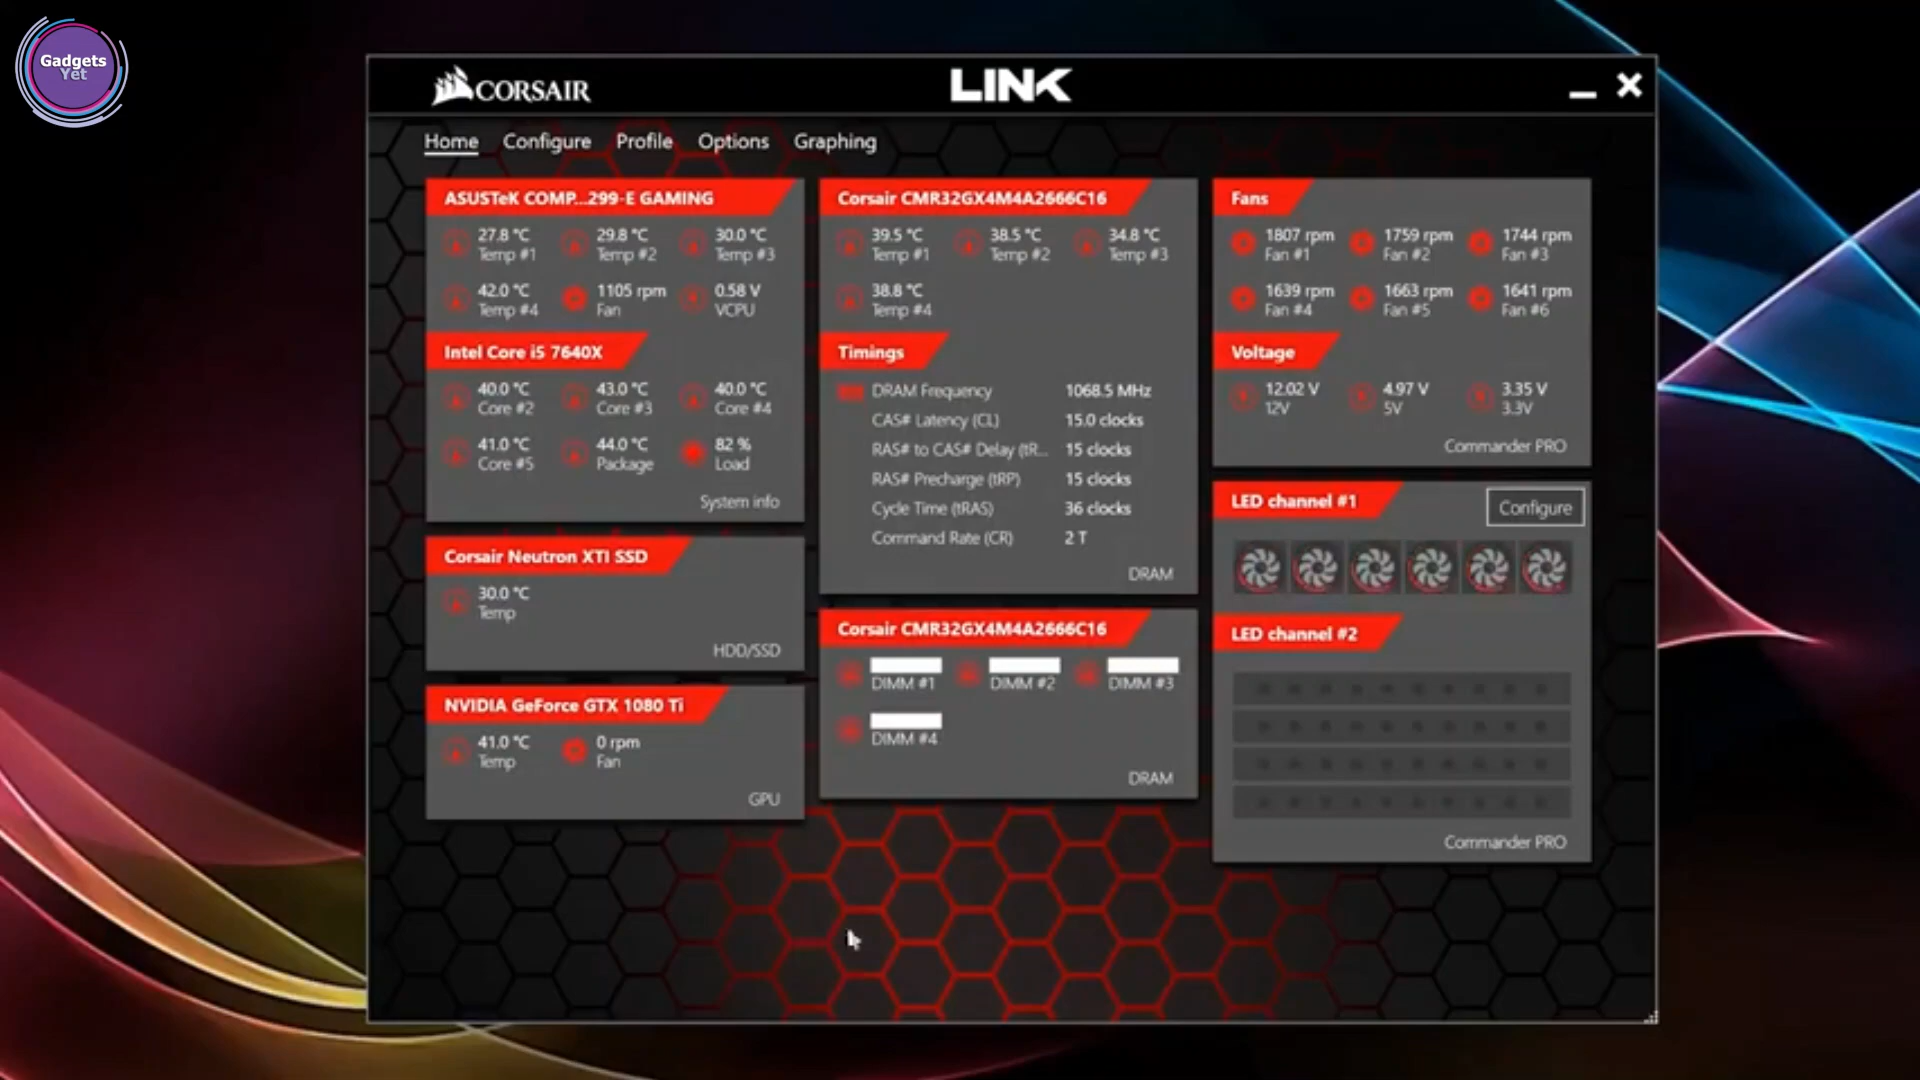 Gadgets
Yet
CORSAIR
LINK
Home Configure Profile Options Graphing
ASUSTeK COMP...299-E GAMING
27.8 °C 29.8 °C 30.0 °C
Temp #1 Temp #2 Temp #3
42.0 °C 1105 rpm 0.58 V
Temp #4 Fan VCPU
Intel Core i5 7640X
40.0 °C 43.0 °C 40.0 °C
Core #2 Core #3 Core #4
41.0 °C 44.0 °C 82 %
Core #5 Package Load
System info
Corsair Neutron XTI SSD
30.0 °C
Temp
HDD/SSD
NVIDIA GeForce GTX 1080 Ti
41.0 °C 0 rpm
Temp Fan
GPU
Corsair CMR32GX4M4A2666C16
39.5 °C 38.5 °C 34.8 °C
Temp #1 Temp #2 Temp #3
38.8 °C
Temp #4
Timings
DRAM Frequency 1068.5 MHz
CAS# Latency (CL) 15.0 clocks
RAS# to CAS# Delay (tR... 15 clocks
RAS# Precharge (tRP) 15 clocks
Cycle Time (tRAS) 36 clocks
Command Rate (CR) 2 T
DRAM
Corsair CMR32GX4M4A2666C16
DIMM #1 DIMM #2 DIMM #3
DIMM #4
DRAM
Fans
1807 rpm 1759 rpm 1744 rpm
Fan #1 Fan #2 Fan #3
1639 rpm 1663 rpm 1641 rpm
Fan #4 Fan #5 Fan #6
Voltage
12.02 V 4.97 V 3.35 V
12V 5V 3.3V
Commander PRO
LED channel #1 Configure
LED channel #2
Commander PRO